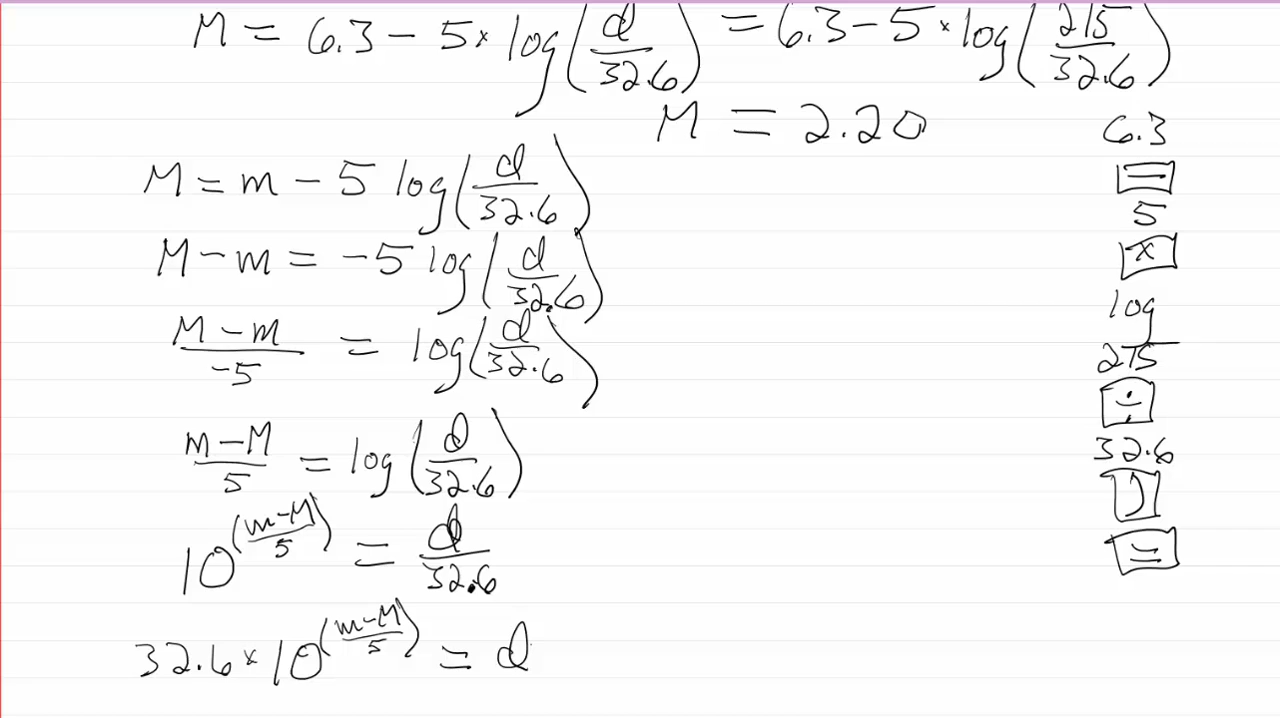 M = 6.3 − 5 × log(d/32.6) = 6.3 − 5 × log(215/32.6)
M = 2.20
M = m − 5 log(d/32.6)
M − m = −5 log(d/32.6)
(M − m)/−5 = log(d/32.6)
(m − M)/5 = log(d/32.6)
10^((m−M)/5) = d/32.6
32.6 × 10^((m−M)/5) = d
6.3
−
5
×
log
215
÷
32.6
)
=